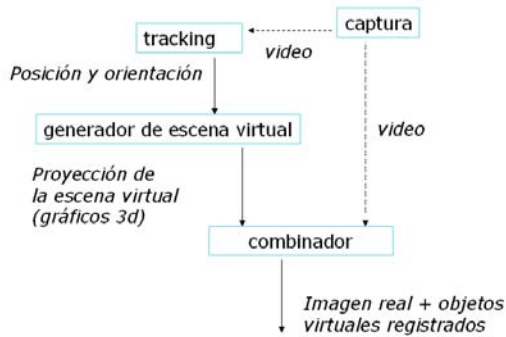 captura
tracking
video
Posición y orientación
generador de escena virtual
video
Proyección de
la escena virtual
(gráficos 3d)
combinador
Imagen real + objetos
virtuales registrados